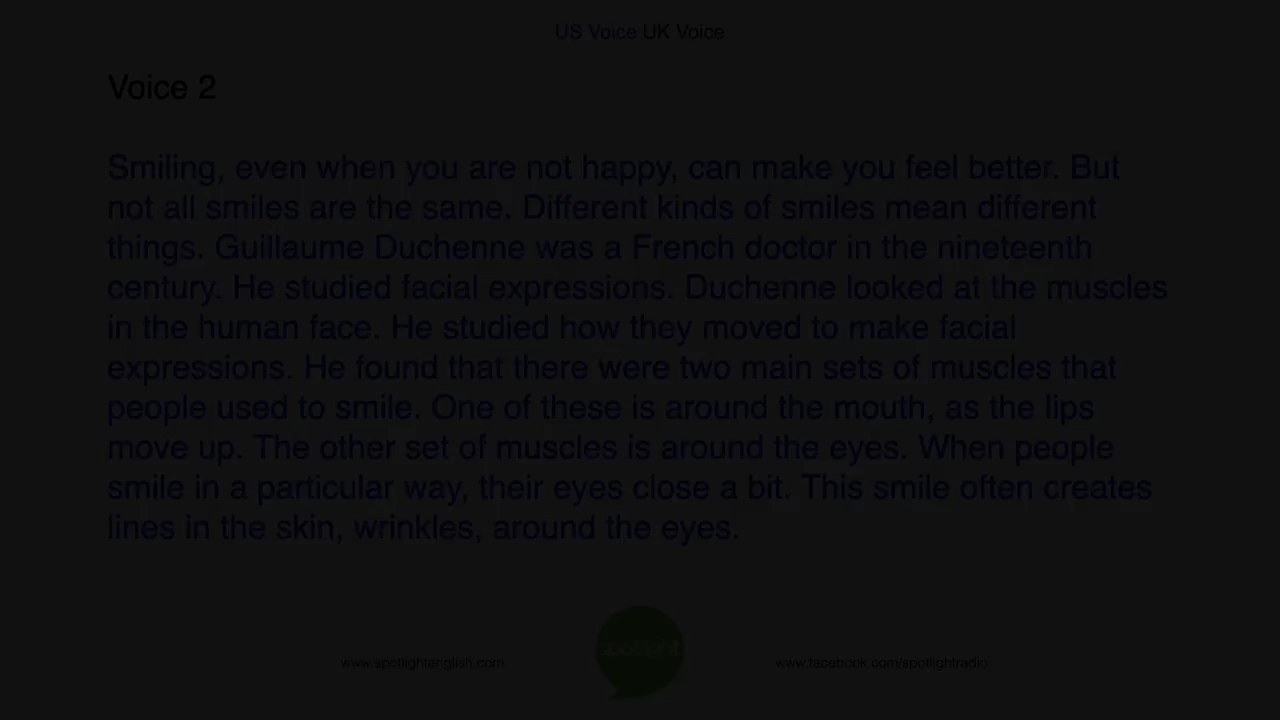 US Voice UK Voice
Voice 2
Smiling, even when you are not happy, can make you feel better. But
not all smiles are the same. Different kinds of smiles mean different
things. Guillaume Duchenne was a French doctor in the nineteenth
century. He studied facial expressions. Duchenne looked at the muscles
in the human face. He studied how they moved to make facial
expressions. He found that there were two main sets of muscles that
people used to smile. One of these is around the mouth, as the lips
move up. The other set of muscles is around the eyes. When people
smile in a particular way, their eyes close a bit. This smile often creates
lines in the skin, wrinkles, around the eyes.
spotlight
www.spotlightenglish.com
www.facebook.com/spotlightradio